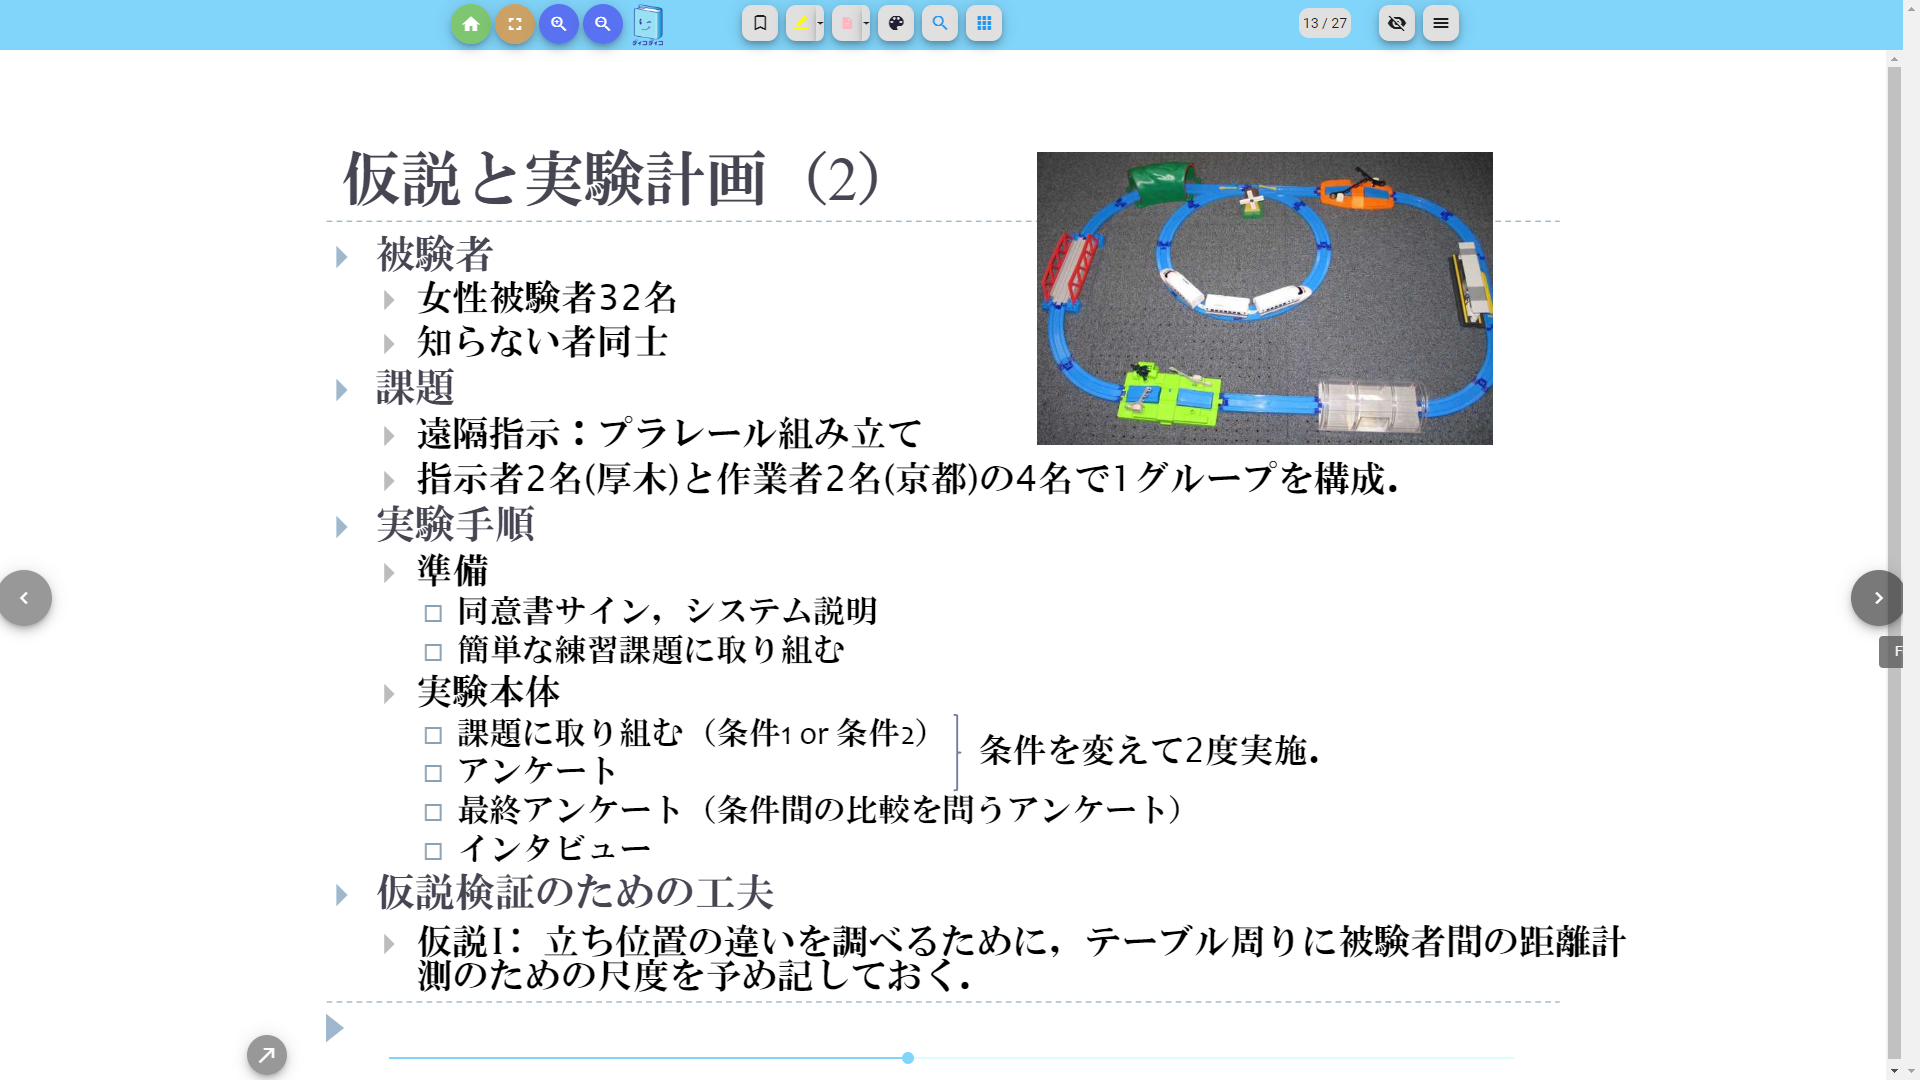 ダイコダイコ
13 / 27
仮説と実験計画（2）
被験者
女性被験者32名
知らない者同士
課題
遠隔指示：プラレール組み立て
指示者2名(厚木)と作業者2名(京都)の4名で1グループを構成．
実験手順
準備
同意書サイン，システム説明
簡単な練習課題に取り組む
実験本体
課題に取り組む（条件1 or 条件2）
アンケート
条件を変えて2度実施．
最終アンケート（条件間の比較を問うアンケート）
インタビュー
仮説検証のための工夫
仮説1： 立ち位置の違いを調べるために，テーブル周りに被験者間の距離計
測のための尺度を予め記しておく．
F